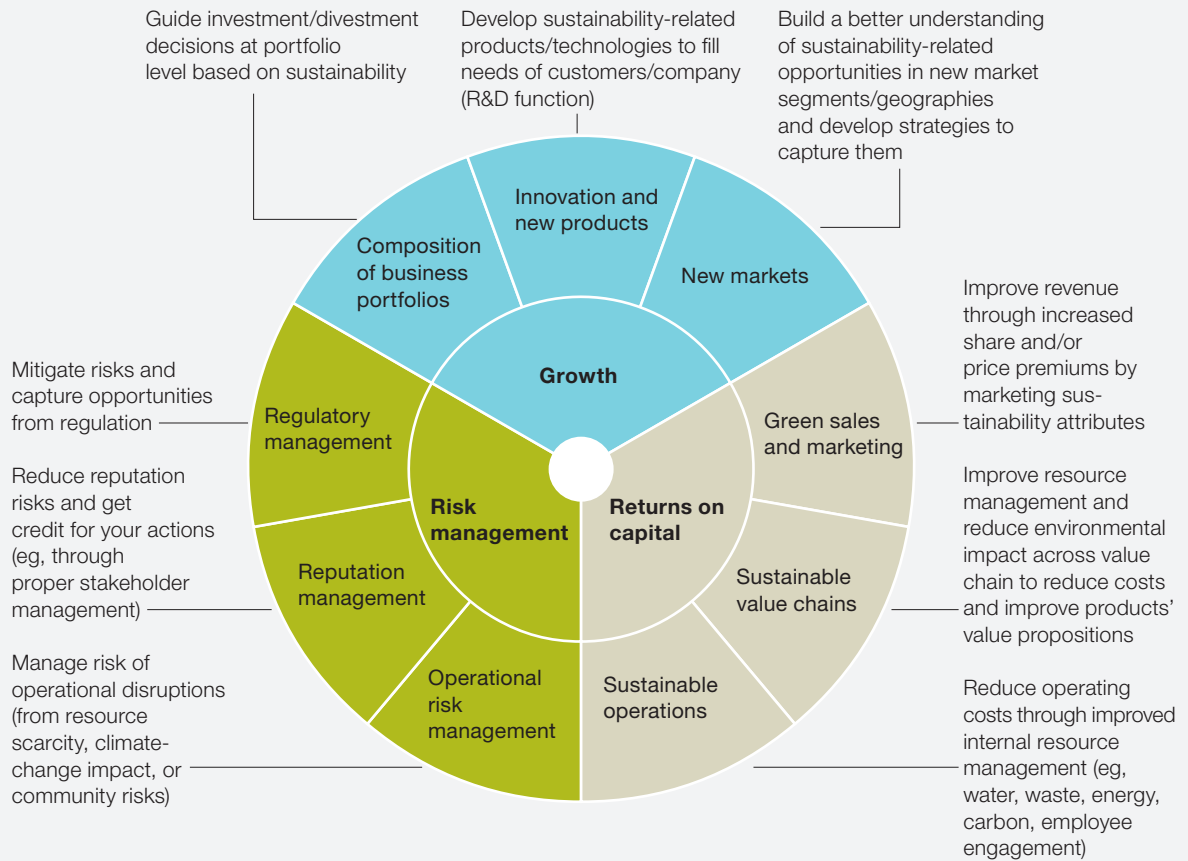 Guide investment/divestment
decisions at portfolio
level based on sustainability
Develop sustainability-related
products/technologies to fill
needs of customers/company
(R&D function)
Build a better understanding
of sustainability-related
opportunities in new market
segments/geographies
and develop strategies to
capture them
Composition
of business
portfolios
Innovation and
new products
New markets
Growth
Mitigate risks and
capture opportunities
from regulation
Reduce reputation
risks and get
credit for your actions
(eg, through
proper stakeholder
management)
Manage risk of
operational disruptions
(from resource
scarcity, climate-
change impact, or
community risks)
Regulatory
management
Reputation
management
Operational
risk
management
Risk
management
Returns on
capital
Green sales
and marketing
Sustainable
value chains
Sustainable
operations
Improve revenue
through increased
share and/or
price premiums by
marketing sus-
tainability attributes
Improve resource
management and
reduce environmental
impact across value
chain to reduce costs
and improve products’
value propositions
Reduce operating
costs through improved
internal resource
management (eg,
water, waste, energy,
carbon, employee
engagement)